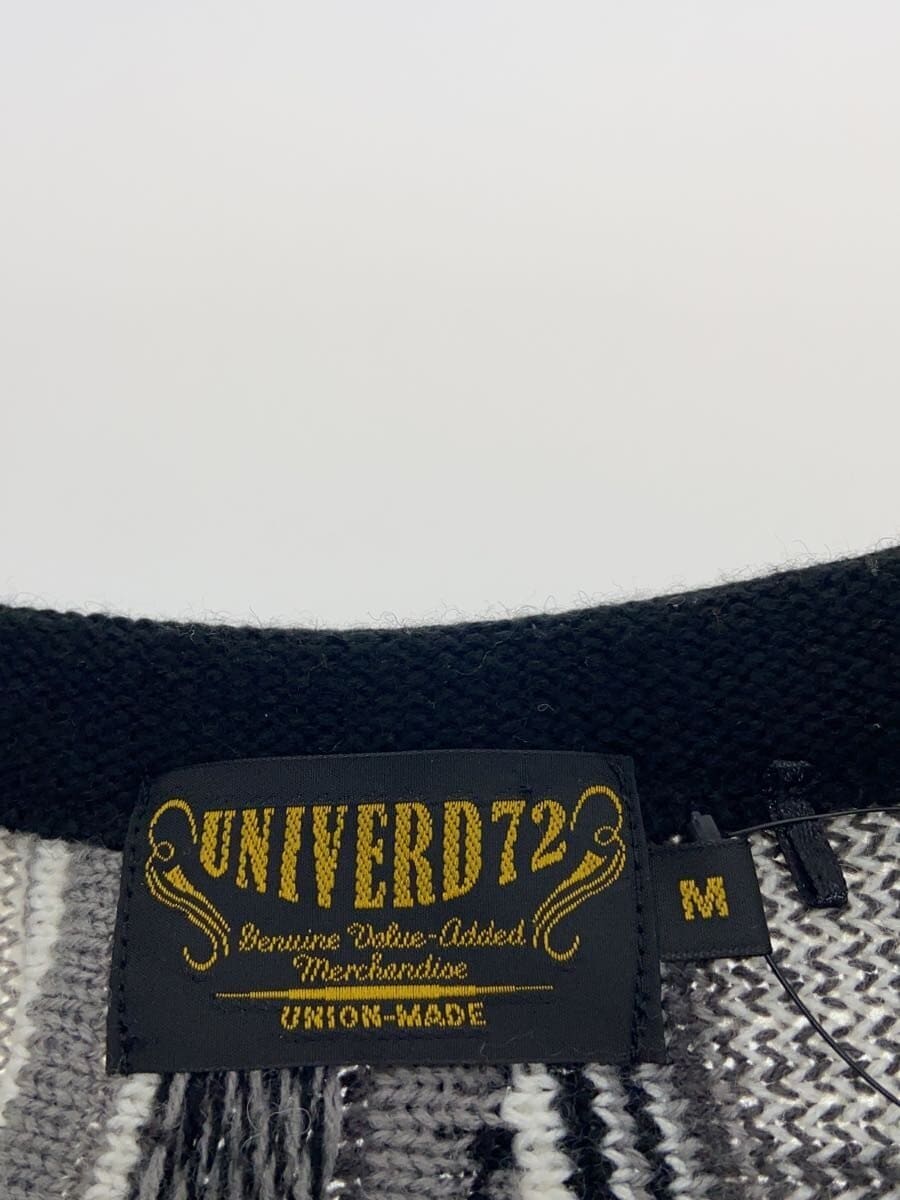 UNIVERD72
Genuine Value-Added
Merchandise
UNION-MADE
M